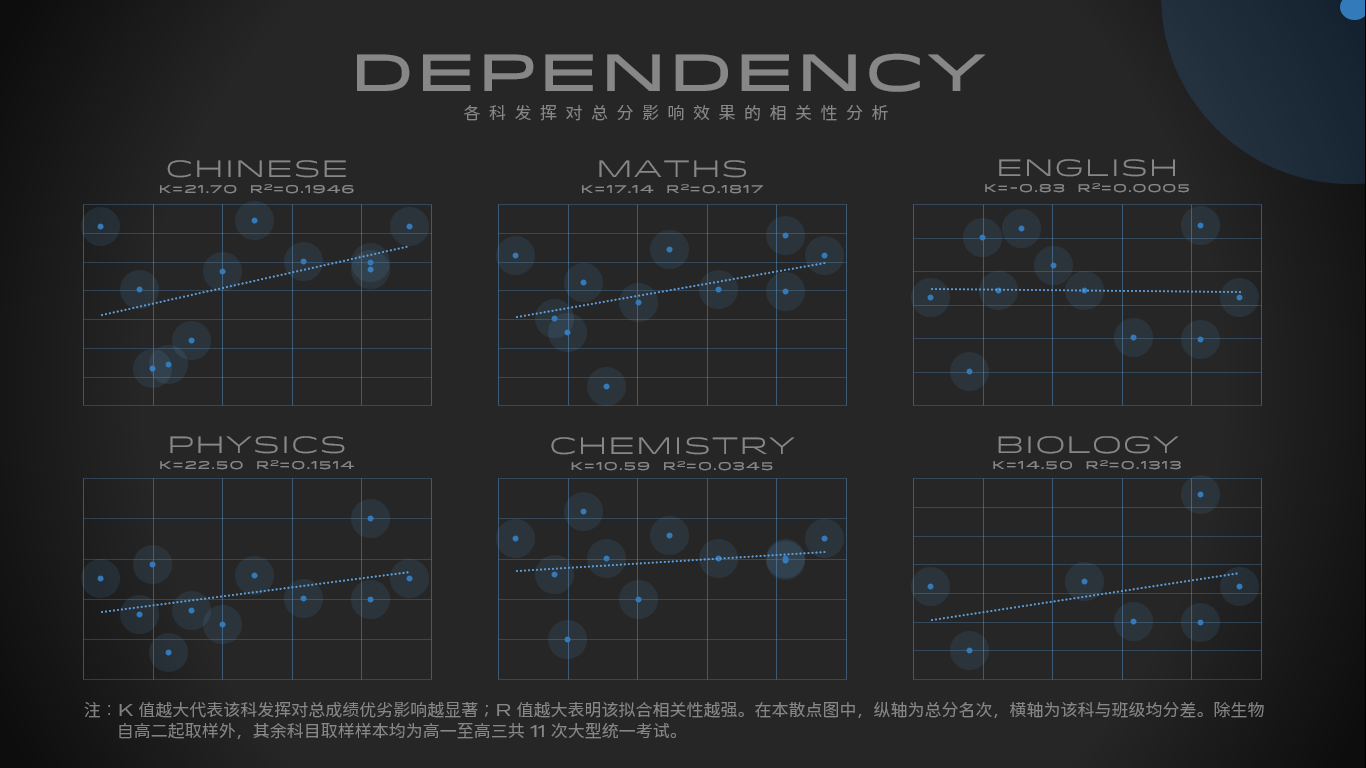 DEPENDENCY
各科发挥对总分影响效果的相关性分析
CHINESE
K=21.70 R²=0.1946
MATHS
K=17.14 R²=0.1817
ENGLISH
K=-0.83 R²=0.0005
PHYSICS
K=22.50 R²=0.1514
CHEMISTRY
K=10.59 R²=0.0345
BIOLOGY
K=14.50 R²=0.1313
注：K 值越大代表该科发挥对总成绩优劣影响越显著；R 值越大表明该拟合相关性越强。在本散点图中，纵轴为总分名次，横轴为该科与班级均分差。除生物
自高二起取样外，其余科目取样样本均为高一至高三共 11 次大型统一考试。